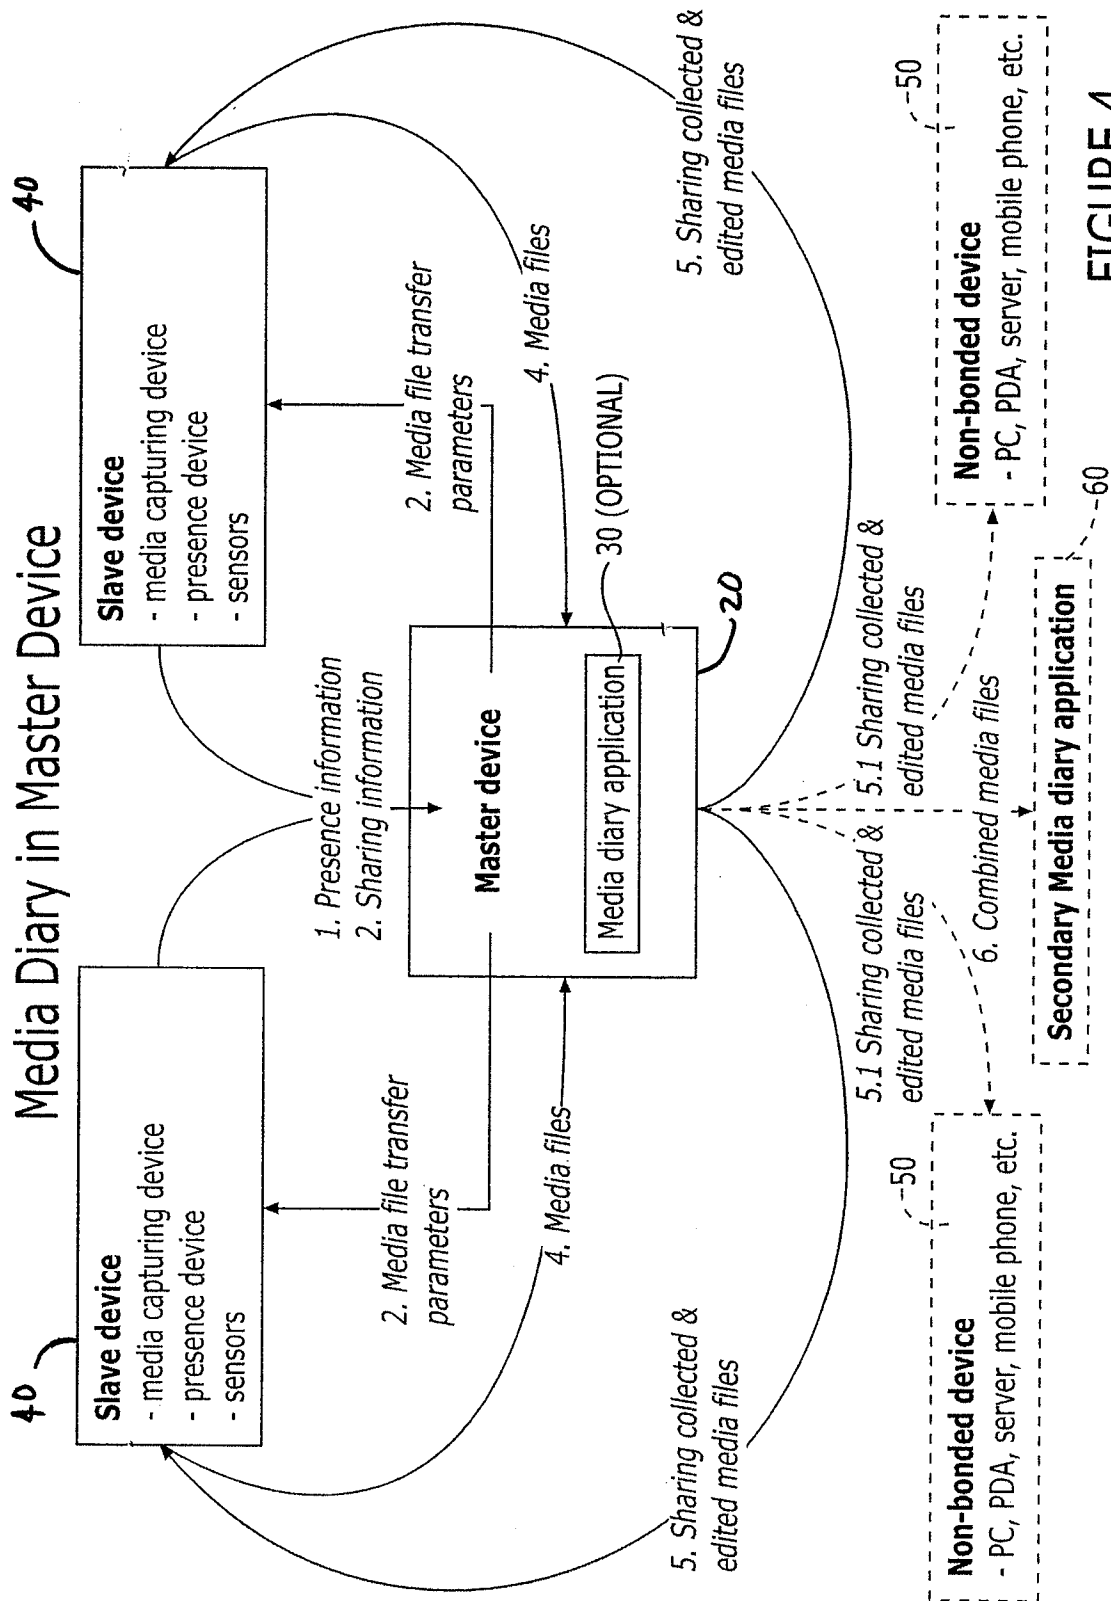 Media Diary in Master Device
40
Slave device
- media capturing device
- presence device
- sensors
40
Slave device
- media capturing device
- presence device
- sensors
1. Presence information
2. Sharing information
2. Media file transfer
parameters
2. Media file transfer
parameters
4. Media files
4. Media files
Master device
Media diary application
30 (OPTIONAL)
20
5. Sharing collected &
edited media files
5. Sharing collected &
edited media files
5.1 Sharing collected &
edited media files
5.1 Sharing collected &
edited media files
6. Combined media files
50
Non-bonded device
- PC, PDA, server, mobile phone, etc.
50
Non-bonded device
- PC, PDA, server, mobile phone, etc.
Secondary Media diary application
60
FIGURE 4